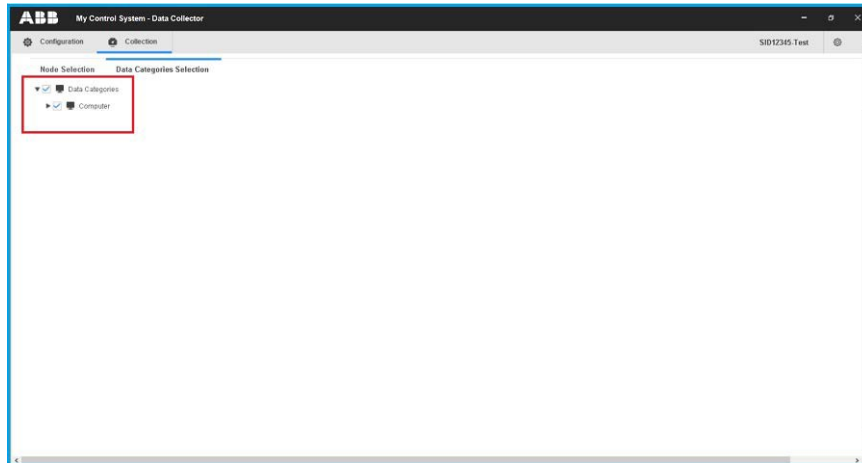 ABB My Control System - Data Collector
Configuration Collection SID12345-Test
Node Selection Data Categories Selection
Data Categories
Computer